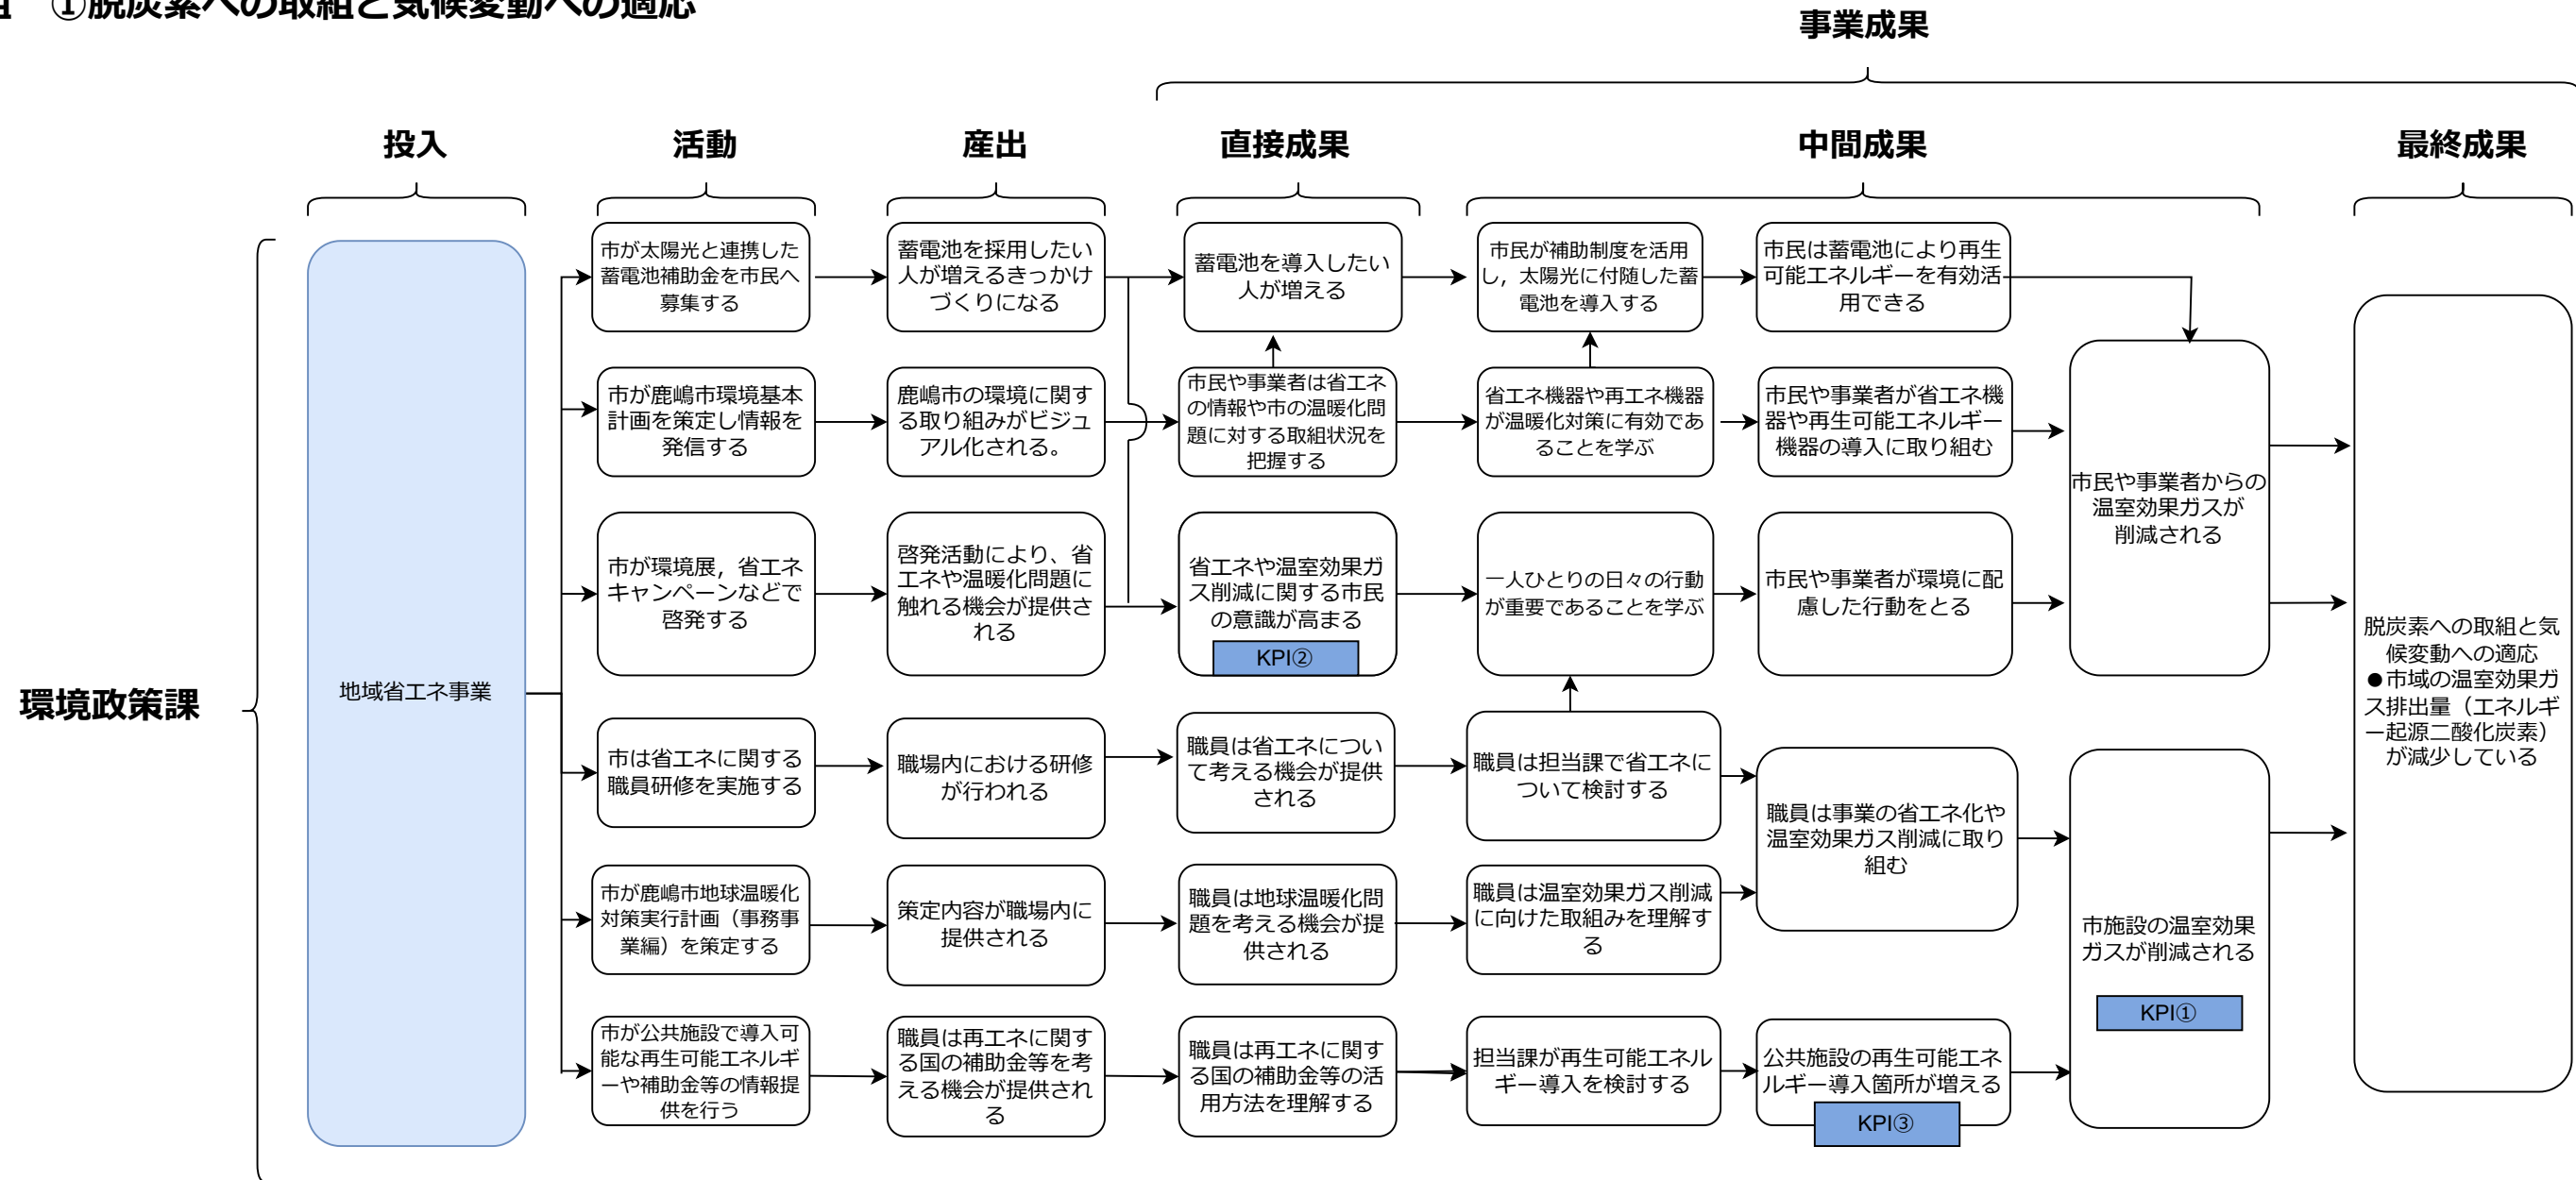 ①脱炭素への取組と気候変動への適応
事業成果
投入
活動
産出
直接成果
中間成果
最終成果
環境政策課
地域省エネ事業
市が太陽光と連携した
蓄電池補助金を市民へ
募集する
蓄電池を採用したい
人が増えるきっかけ
づくりになる
蓄電池を導入したい
人が増える
市民が補助制度を活用
し，太陽光に付随した蓄
電池を導入する
市民は蓄電池により再生
可能エネルギーを有効活
用できる
市が鹿嶋市環境基本
計画を策定し情報を
発信する
鹿嶋市の環境に関す
る取り組みがビジュ
アル化される。
市民や事業者は省エネ
の情報や市の温暖化問
題に対する取組状況を
把握する
省エネ機器や再エネ機器
が温暖化対策に有効であ
ることを学ぶ
市民や事業者が省エネ機
器や再生可能エネルギー
機器の導入に取り組む
市民や事業者からの
温室効果ガスが
削減される
市が環境展，省エネ
キャンペーンなどで
啓発する
啓発活動により、省
エネや温暖化問題に
触れる機会が提供さ
れる
省エネや温室効果ガ
ス削減に関する市民
の意識が高まる
KPI②
一人ひとりの日々の行動
が重要であることを学ぶ
市民や事業者が環境に配
慮した行動をとる
脱炭素への取組と気
候変動への適応
●市域の温室効果ガ
ス排出量（エネルギ
ー起源二酸化炭素）
が減少している
市は省エネに関する
職員研修を実施する
職場内における研修
が行われる
職員は省エネについ
て考える機会が提供
される
職員は担当課で省エネに
ついて検討する
職員は事業の省エネ化や
温室効果ガス削減に取り
組む
市が鹿嶋市地球温暖化
対策実行計画（事務事
業編）を策定する
策定内容が職場内に
提供される
職員は地球温暖化問
題を考える機会が提
供される
職員は温室効果ガス削減
に向けた取組みを理解す
る
市施設の温室効果
ガスが削減される
KPI①
市が公共施設で導入可
能な再生可能エネルギ
ーや補助金等の情報提
供を行う
職員は再エネに関す
る国の補助金等を考
える機会が提供され
る
職員は再エネに関す
る国の補助金等の活
用方法を理解する
担当課が再生可能エネル
ギー導入を検討する
公共施設の再生可能エネ
ルギー導入箇所が増える
KPI③